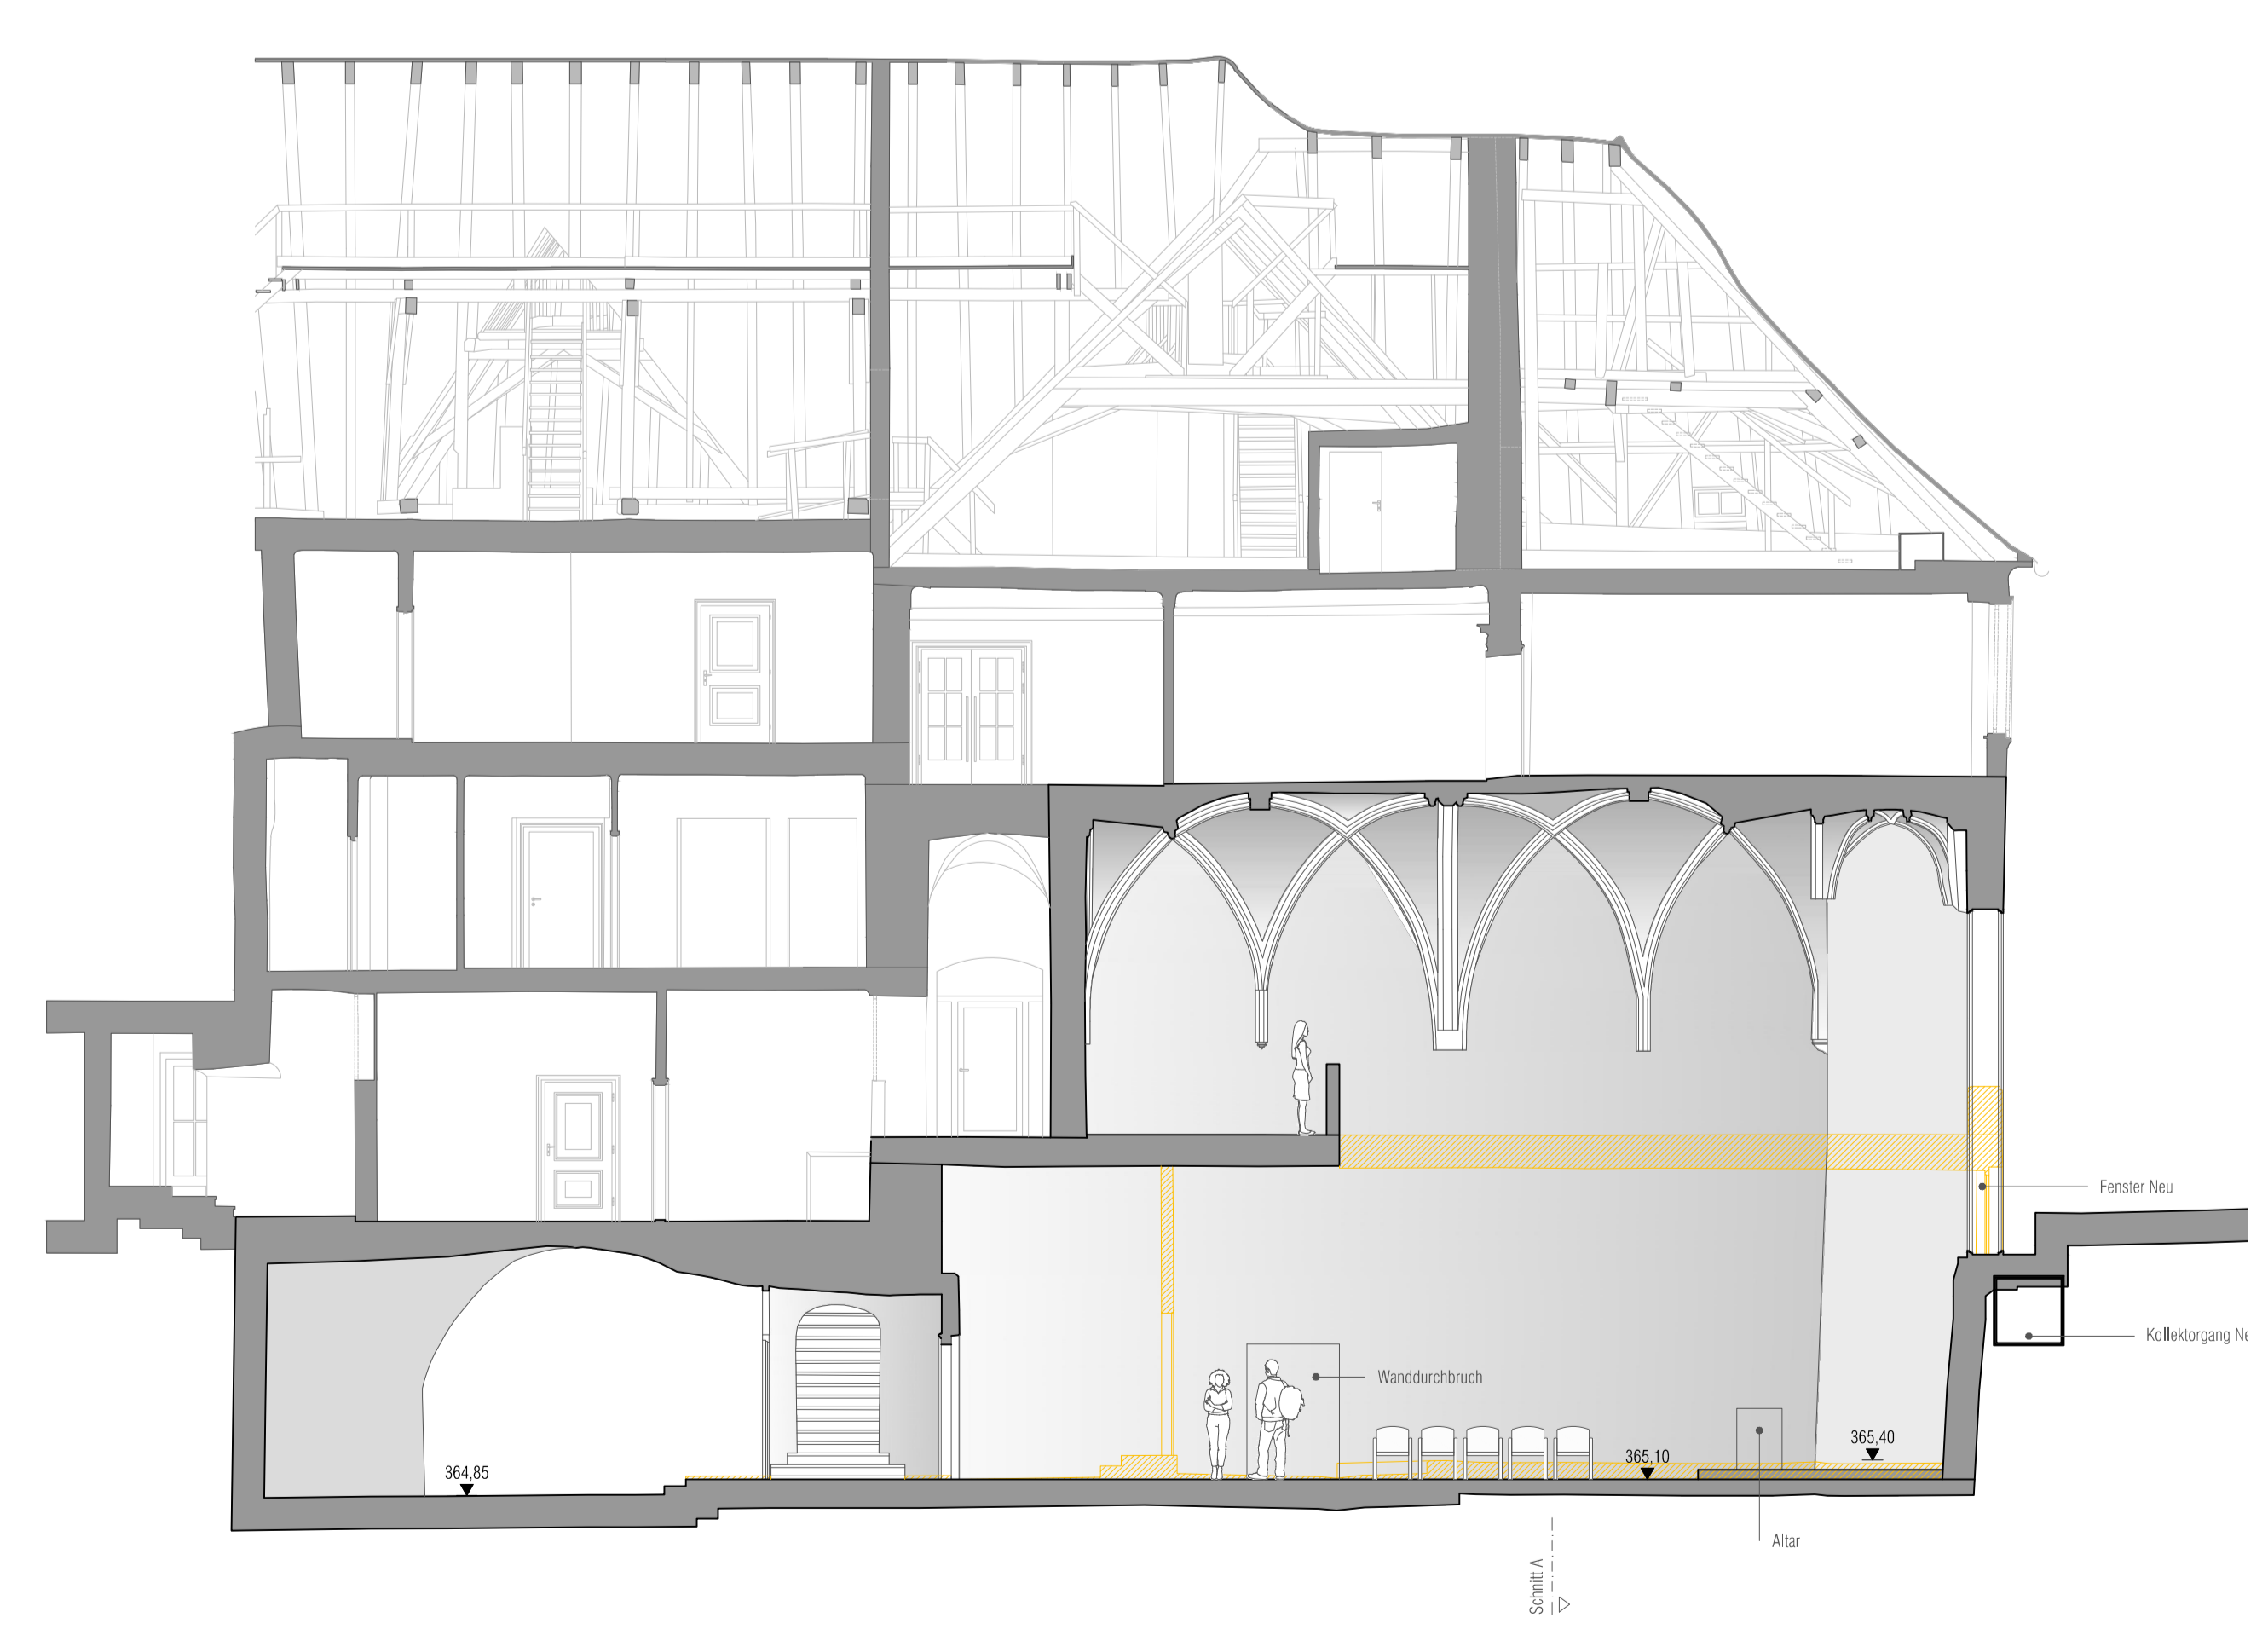 Fenster Neu
Kollektorgang Ne
Wanddurchbruch
365,40
365,10
364,85
Altar
Schnitt A